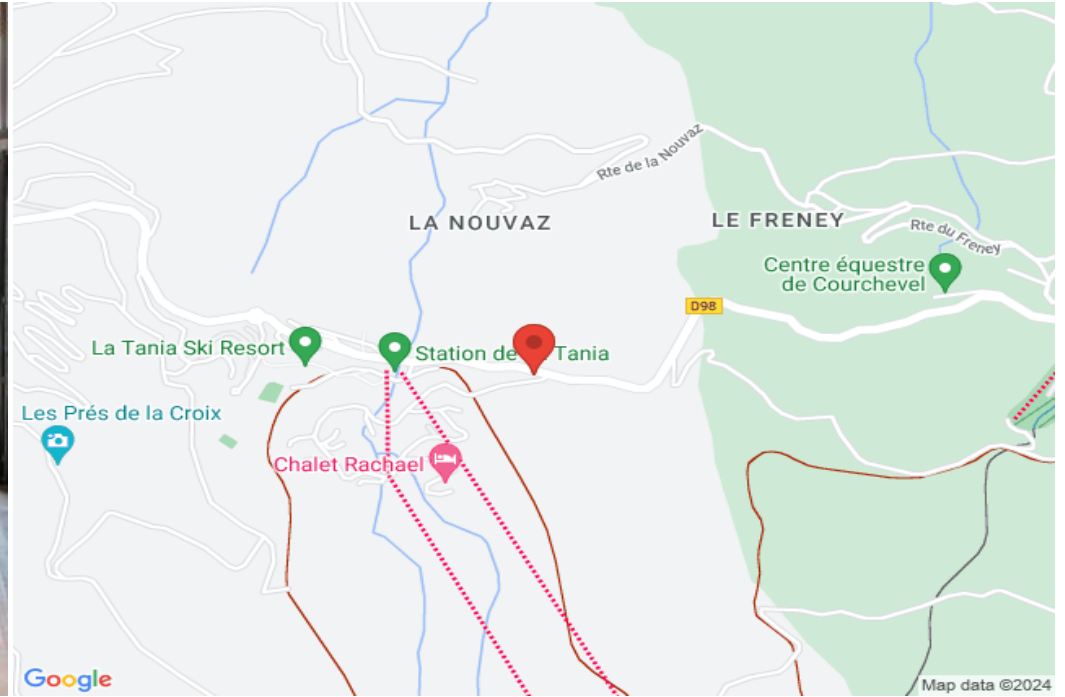 Rte de la Nouvaz
LA NOUVAZ
LE FRENEY
Rte du Freney
Centre équestre
de Courchevel
D98
La Tania Ski Resort
Station de Tania
Les Prés de la Croix
Chalet Rachael
Google
Map data ©2024